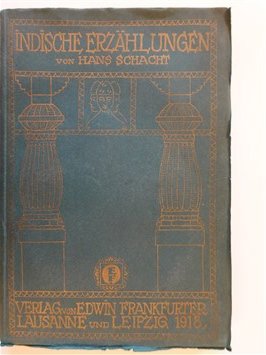 INDISCHE ERZÄHLUNGEN
VON HANS SCHACHT
VERLAG VON EDWIN FRANKFURTER
LAUSANNE UND LEIPZIG 1918.